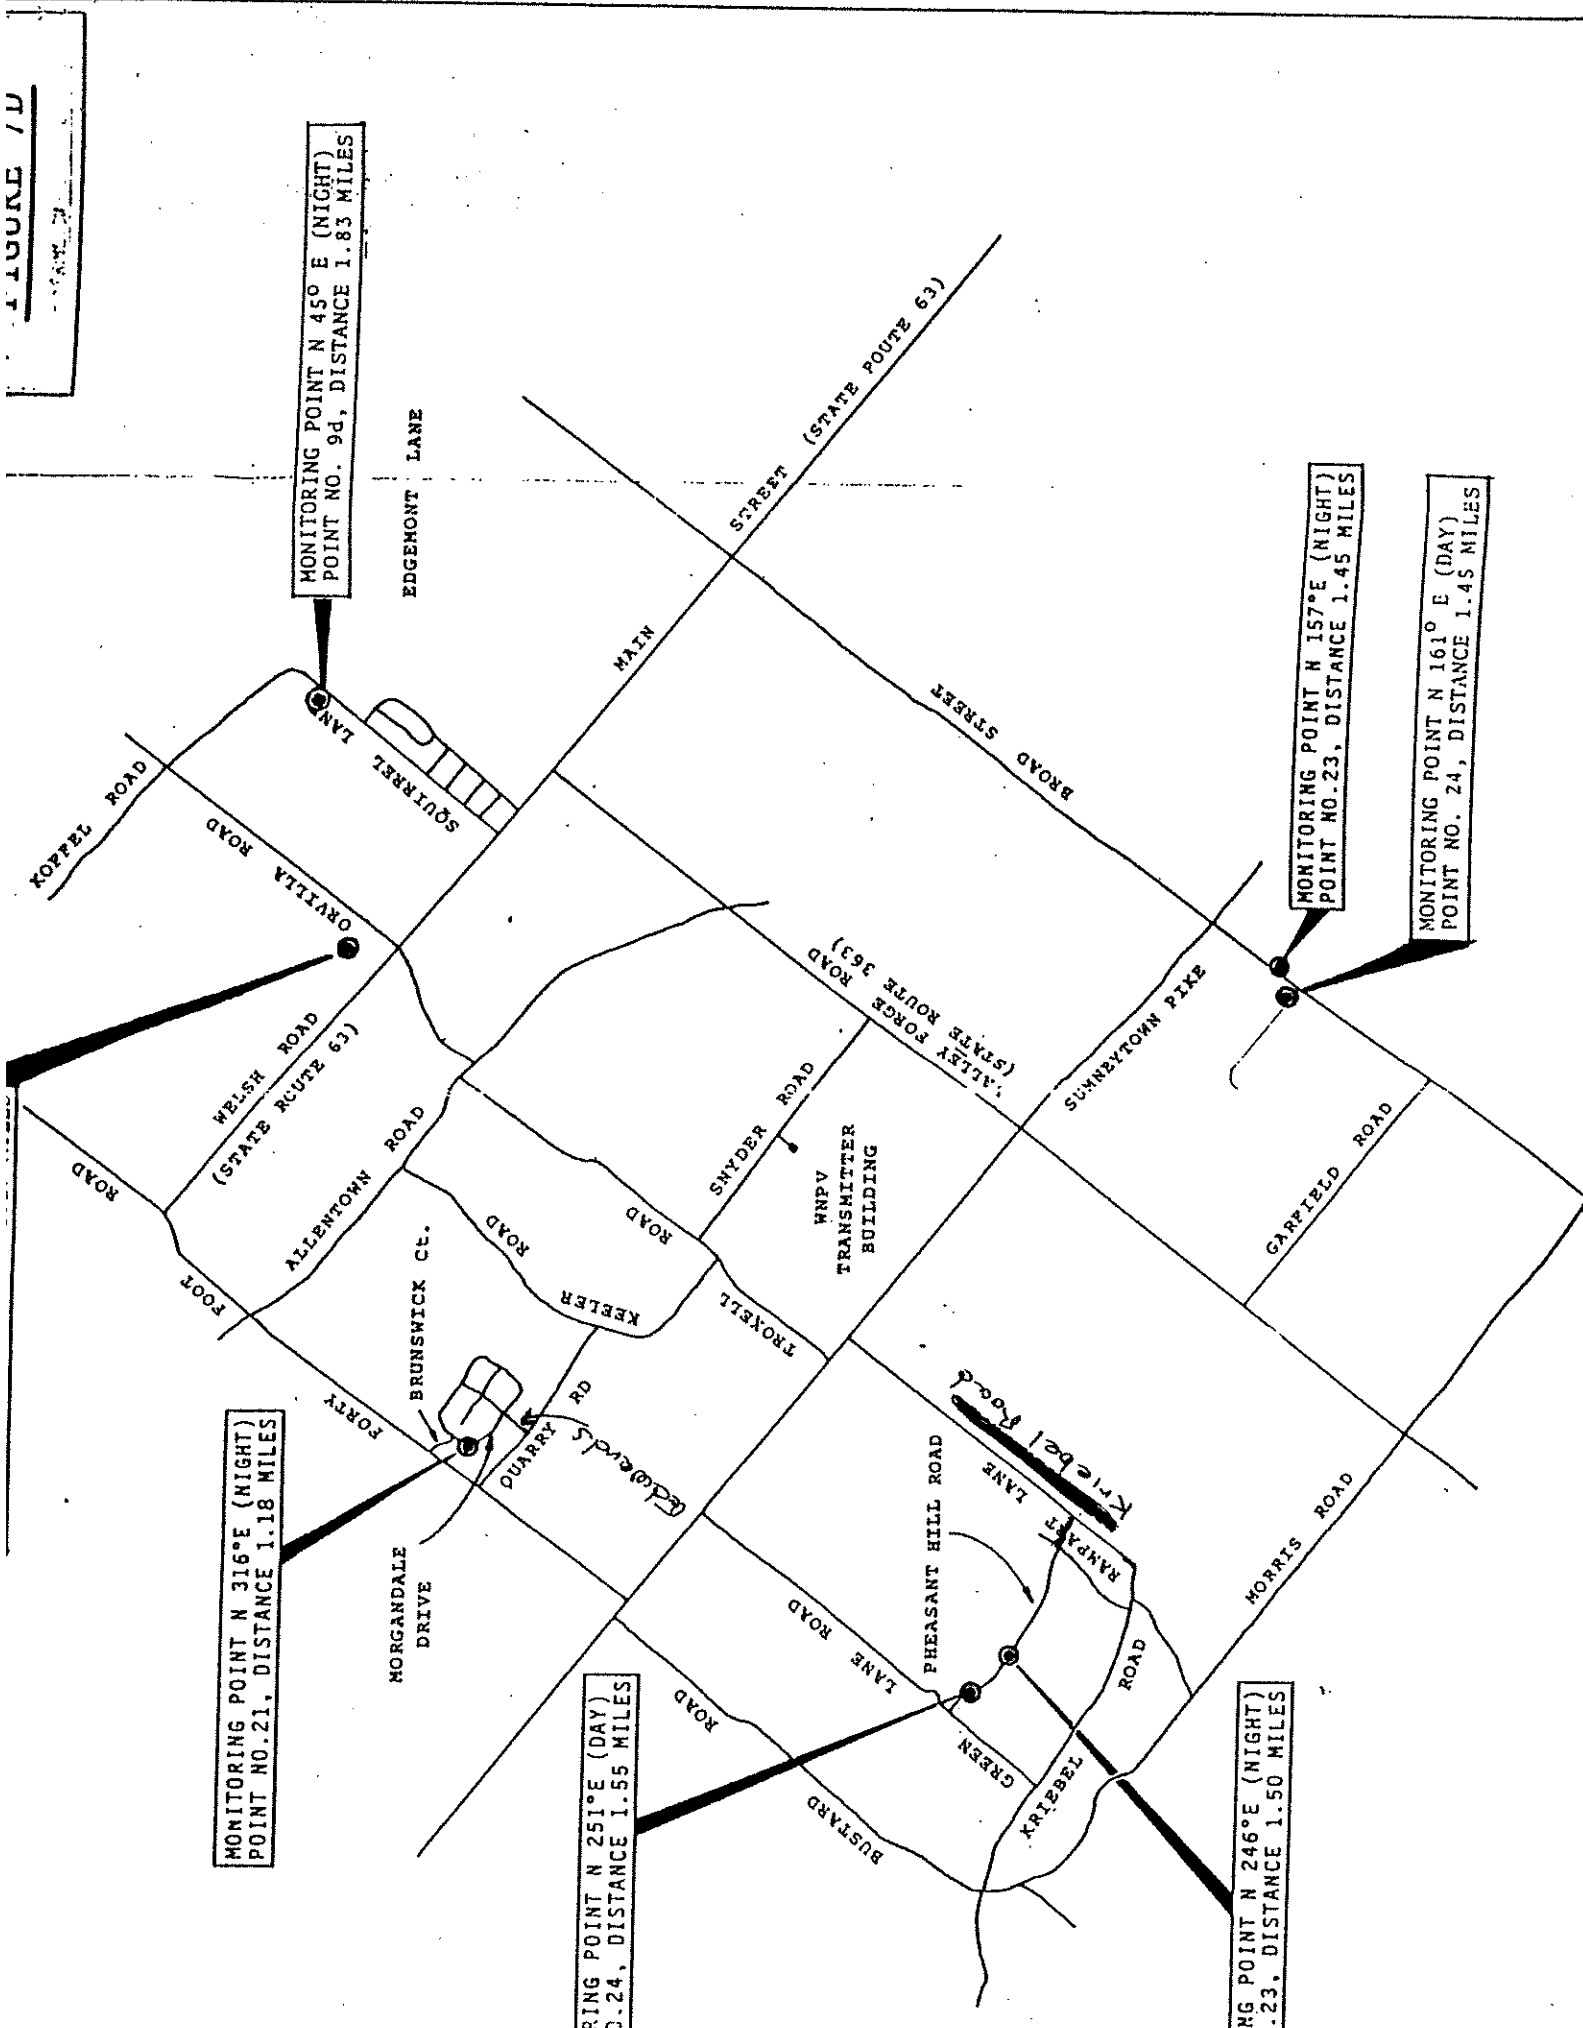 FIGURE 7D
MONITORING POINT N 45° E (NIGHT)
POINT NO. 9d, DISTANCE 1.83 MILES
EDGEMONT LANE
KOFFEL ROAD
ORVILLA ROAD
SQUIRREL LANE
MAIN STREET (STATE ROUTE 63)
BROAD STREET
WELSH ROAD
(STATE ROUTE 63)
ALLENTOWN ROAD
FORTY FOOT ROAD
BRUNSWICK Ct.
KEELER ROAD
TROXELL ROAD
SNYDER ROAD
VALLEY FORGE ROAD
(STATE ROUTE 363)
WNPV
TRANSMITTER
BUILDING
SUMNEYTOWN PIKE
MONITORING POINT N 157°E (NIGHT)
POINT NO.23, DISTANCE 1.45 MILES
MONITORING POINT N 161° E (DAY)
POINT NO. 24, DISTANCE 1.45 MILES
GARFIELD ROAD
MORRIS ROAD
MONITORING POINT N 316°E (NIGHT)
POINT NO.21, DISTANCE 1.18 MILES
MORGANDALE
DRIVE
QUARRY RD
Edwards
GREEN LANE ROAD
BUSTARD ROAD
PHEASANT HILL ROAD
RAMPART LANE
Kriebel Road
KRIEBEL ROAD
RING POINT N 251°E (DAY)
O.24, DISTANCE 1.55 MILES
NG POINT N 246°E (NIGHT)
.23, DISTANCE 1.50 MILES